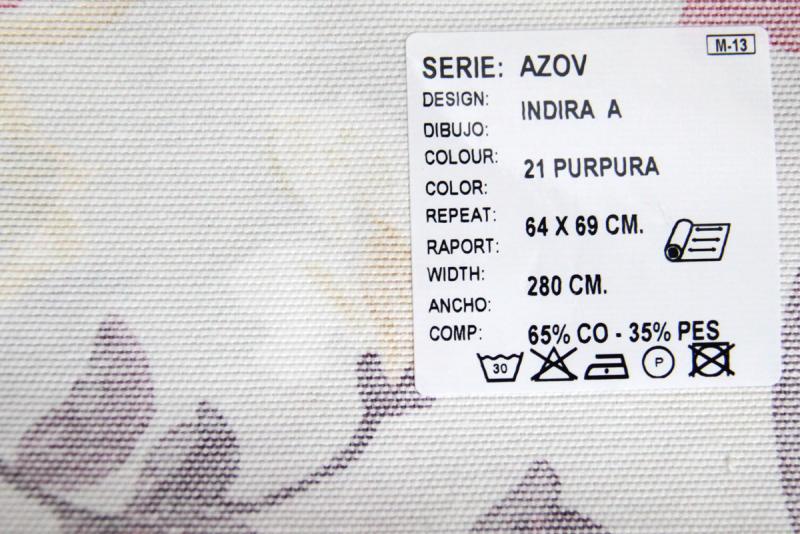 M-13
SERIE: AZOV
DESIGN:
DIBUJO:
INDIRA A
COLOUR:
COLOR:
21 PURPURA
REPEAT:
RAPORT:
64 X 69 CM.
WIDTH:
ANCHO:
280 CM.
COMP: 65% CO - 35% PES
30
P